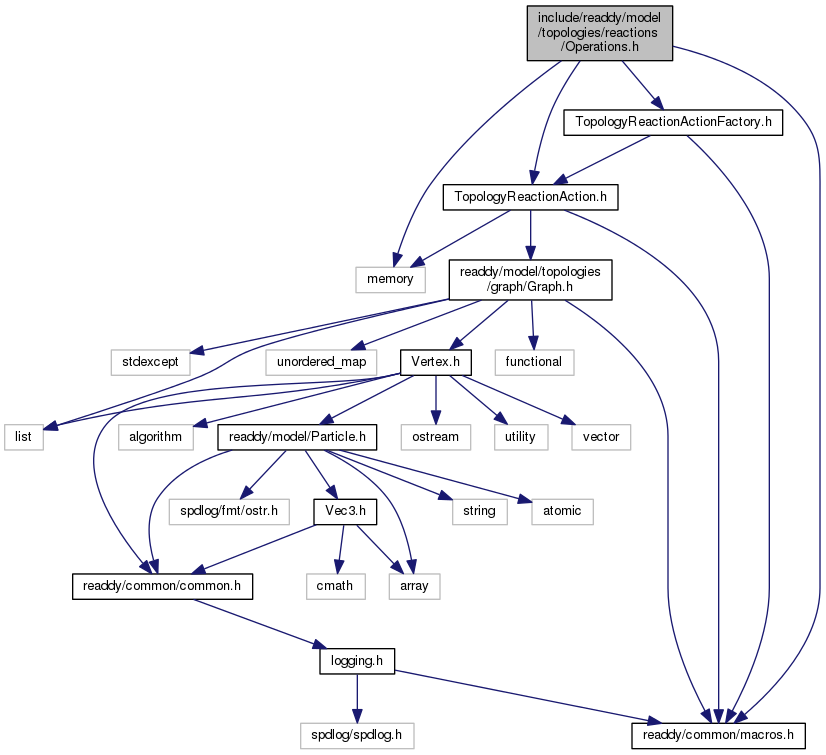 include/readdy/model
/topologies/reactions
/Operations.h
TopologyReactionActionFactory.h
TopologyReactionAction.h
memory
readdy/model/topologies
/graph/Graph.h
stdexcept
unordered_map
Vertex.h
functional
list
algorithm
readdy/model/Particle.h
ostream
utility
vector
spdlog/fmt/ostr.h
Vec3.h
string
atomic
readdy/common/common.h
cmath
array
logging.h
spdlog/spdlog.h
readdy/common/macros.h